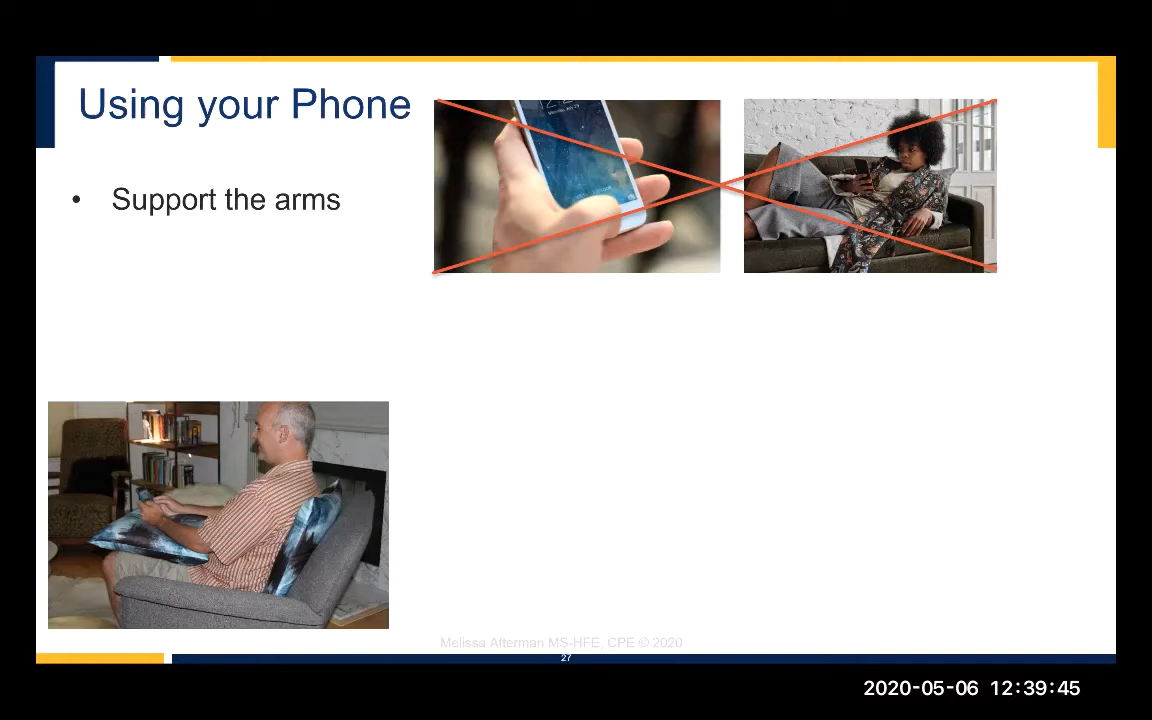 Using your Phone
• Support the arms
Melissa Afterman MS-HFE, CPE © 2020
27
2020-05-06 12:39:45